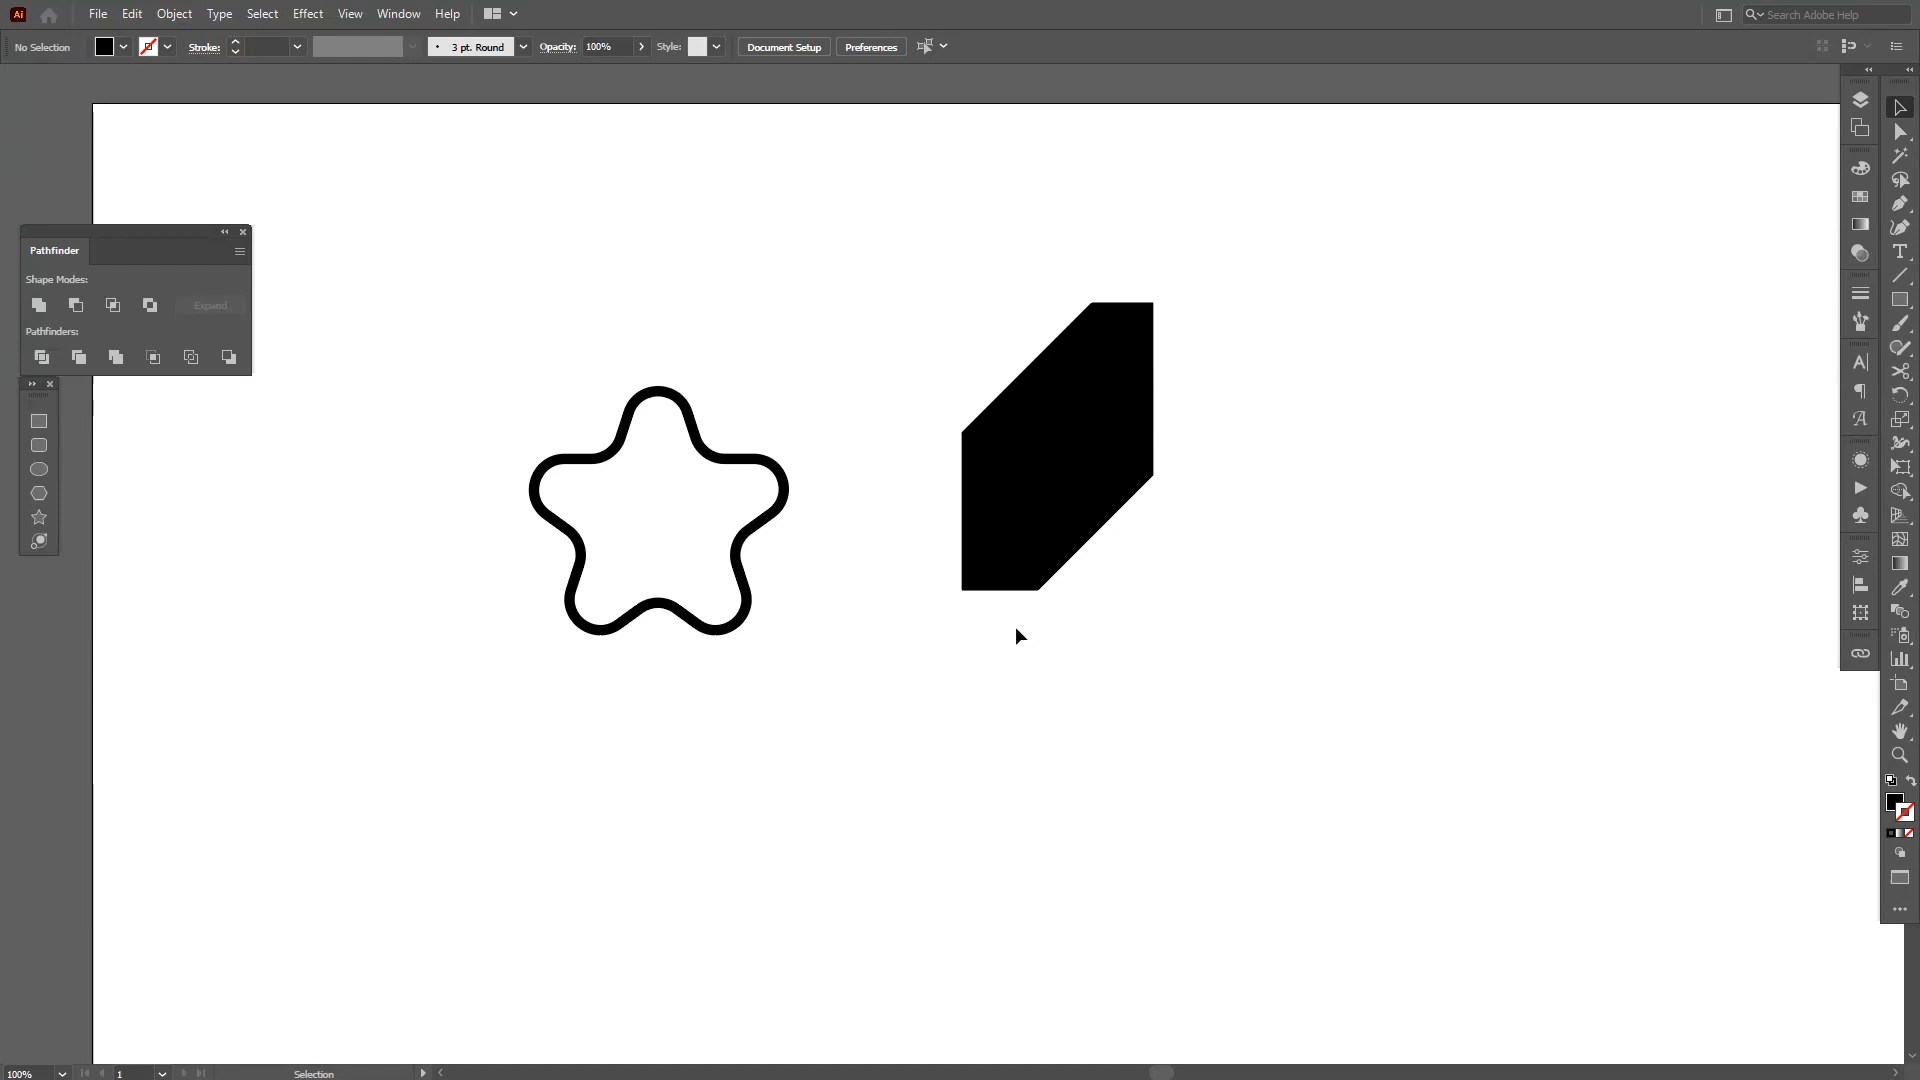 Ai File Edit Object Type Select Effect View Window Help Search Adobe Help
No Selection Stroke: 3 pt. Round Opacity: 100% Style: Document Setup Preferences
Pathfinder
Shape Modes:
Expand
Pathfinders:
100% 1 Selection